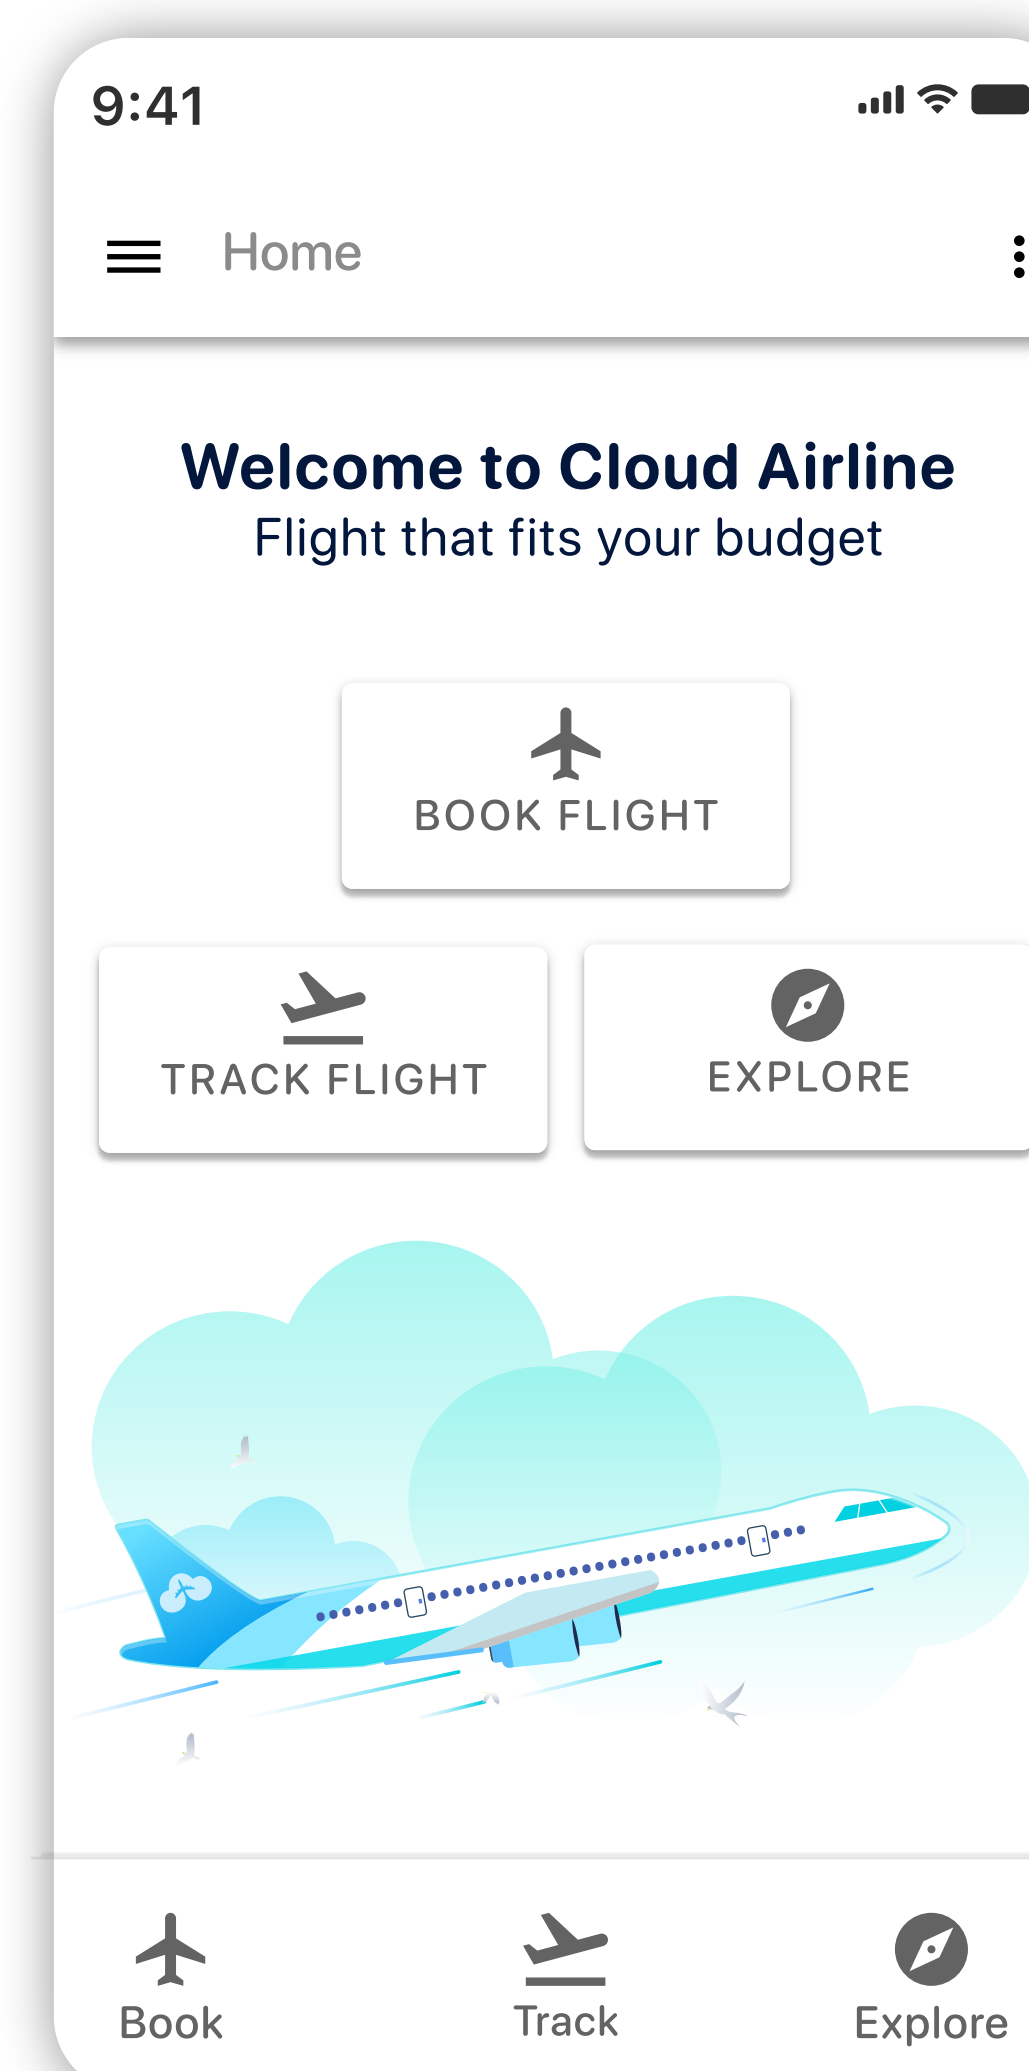 9:41
Home
Welcome to Cloud Airline
Flight that fits your budget
BOOK FLIGHT
TRACK FLIGHT
EXPLORE
Book
Track
Explore